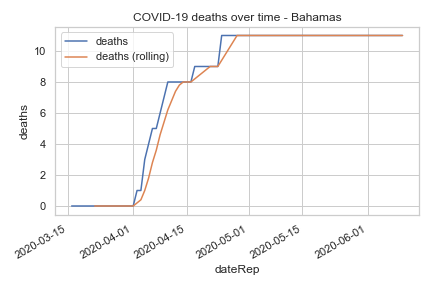 COVID-19 deaths over time - Bahamas
deaths
deaths (rolling)
deaths
10
8
6
4
2
0
2020-03-15
2020-04-01
2020-04-15
2020-05-01
2020-05-15
2020-06-01
dateRep